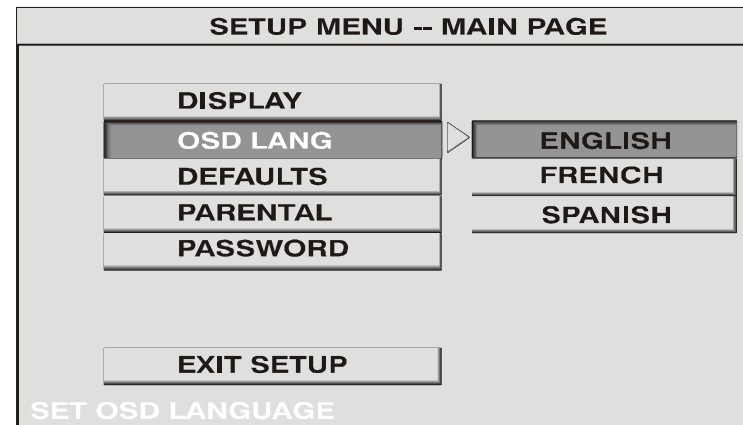 SETUP MENU -- MAIN PAGE
DISPLAY
OSD LANG
DEFAULTS
PARENTAL
PASSWORD
ENGLISH
FRENCH
SPANISH
EXIT SETUP
SET OSD LANGUAGE